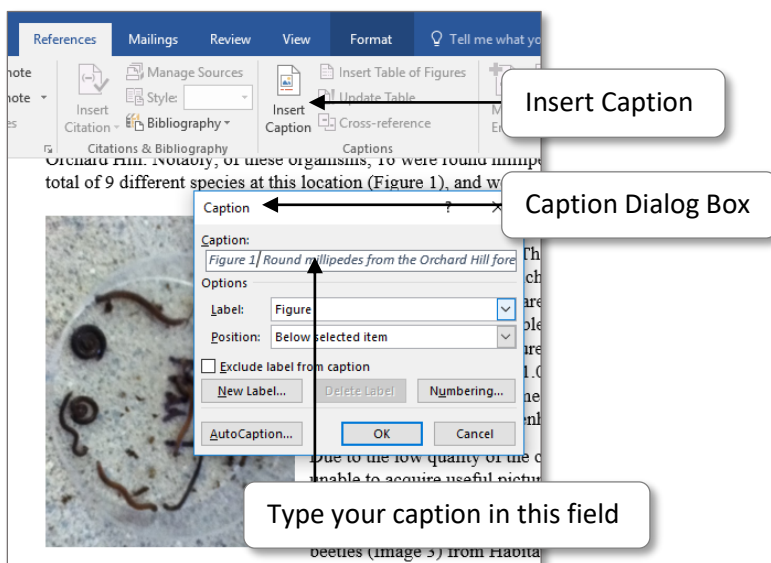 References Mailings Review View Format Tell me what yo
note Manage Sources Insert Table of Figures
note Style: Update Table
Insert Citation Bibliography Insert Caption Cross-reference
Citations & Bibliography Captions
Insert Caption
Orchard Hill. Notably, of these organisms, 16 were round millipe
total of 9 different species at this location (Figure 1), and w
Caption ?
Caption Dialog Box
Caption:
Figure 1 Round millipedes from the Orchard Hill fore
Options
Label: Figure
Position: Below selected item
Exclude label from caption
New Label... Delete Label Numbering...
AutoCaption... OK Cancel
Due to the low quality of the c
unable to acquire useful pictur
Type your caption in this field
beetles (Image 3) from Habita